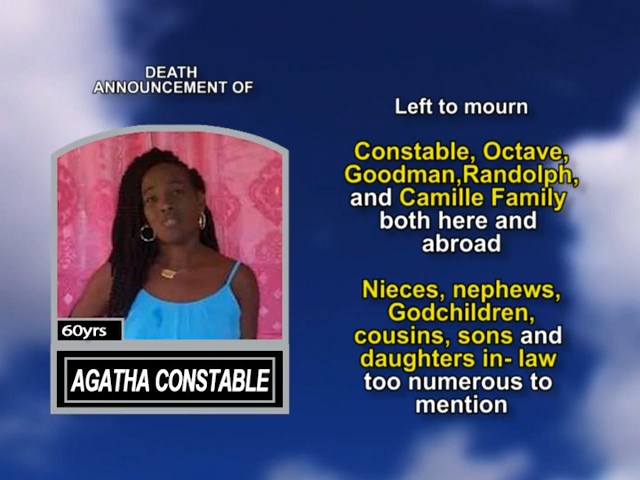 DEATH
ANNOUNCEMENT OF
60yrs
AGATHA CONSTABLE
Left to mourn
Constable, Octave,
Goodman,Randolph,
and Camille Family
both here and
abroad
Nieces, nephews,
Godchildren,
cousins, sons and
daughters in- law
too numerous to
mention